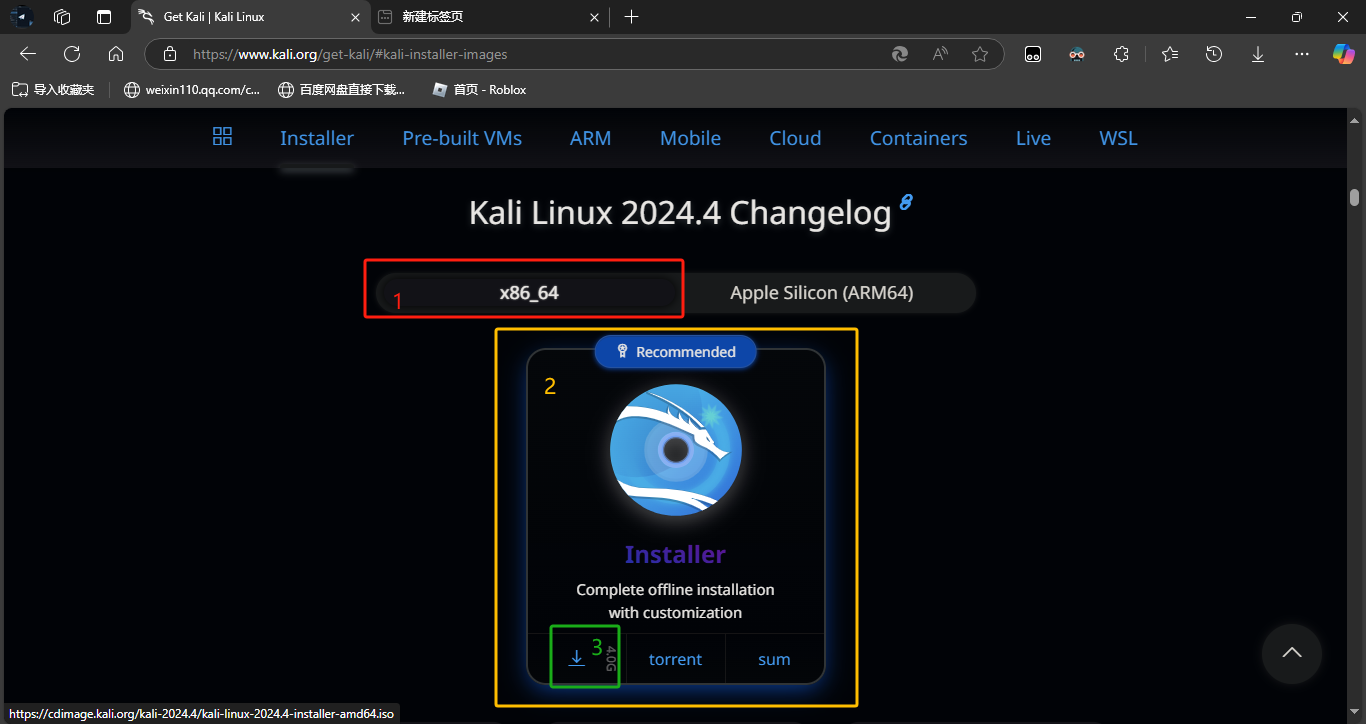 Get Kali | Kali Linux
新建标签页
https://www.kali.org/get-kali/#kali-installer-images
导入收藏夹
weixin110.qq.com/c...
百度网盘直接下载...
首页 - Roblox
Installer
Pre-built VMs
ARM
Mobile
Cloud
Containers
Live
WSL
Kali Linux 2024.4 Changelog
1
x86_64
Apple Silicon (ARM64)
Recommended
2
Installer
Complete offline installation
with customization
3
4.0G
torrent
sum
https://cdimage.kali.org/kali-2024.4/kali-linux-2024.4-installer-amd64.iso